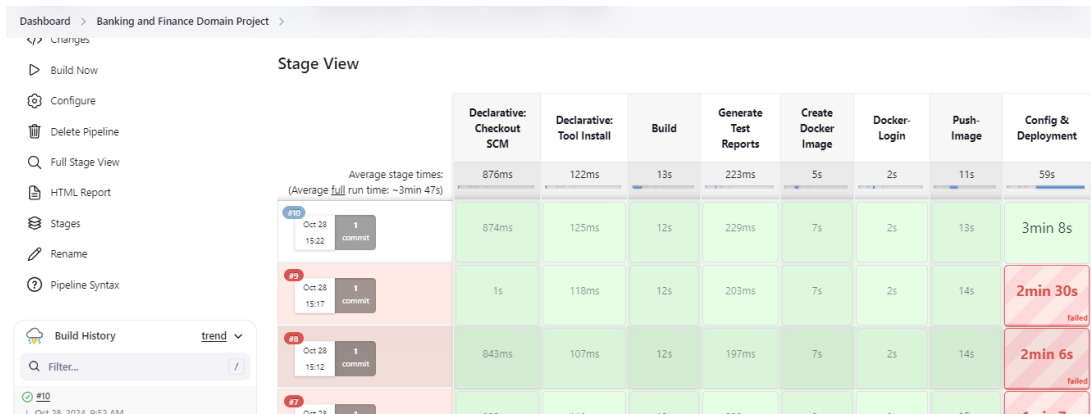 Dashboard > Banking and Finance Domain Project >
Changes
Build Now
Configure
Delete Pipeline
Full Stage View
HTML Report
Stages
Rename
Pipeline Syntax
Build History trend
Filter... /
#10
Oct 28, 2024, 9:52 AM
Stage View
Declarative: Checkout SCM
Declarative: Tool Install
Build
Generate Test Reports
Create Docker Image
Docker-Login
Push-Image
Config & Deployment
Average stage times:
(Average full run time: ~3min 47s)
876ms 122ms 13s 223ms 5s 2s 11s 59s
#10
Oct 28 1
15:22 commit
874ms 125ms 12s 229ms 7s 2s 13s 3min 8s
#9
Oct 28 1
15:17 commit
1s 118ms 12s 203ms 7s 2s 14s 2min 30s
failed
#8
Oct 28 1
15:12 commit
843ms 107ms 12s 197ms 7s 2s 14s 2min 6s
failed
#7
Oct 28 1